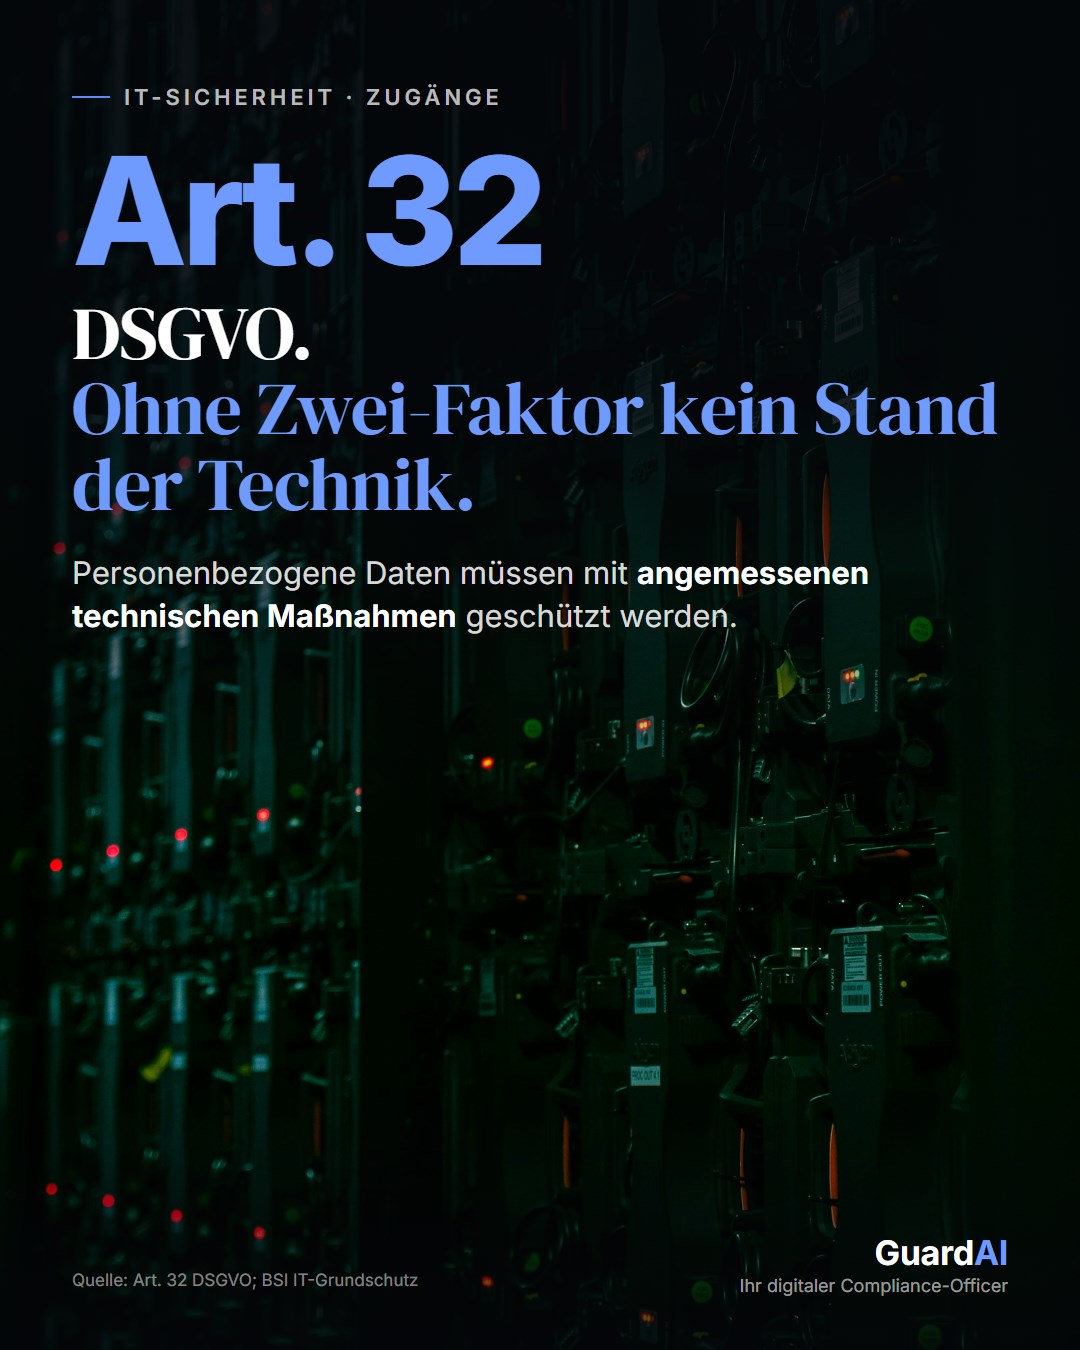 IT-SICHERHEIT · ZUGÄNGE
Art. 32
DSGVO.
Ohne Zwei-Faktor kein Stand
der Technik.
Personenbezogene Daten müssen mit angemessenen
technischen Maßnahmen geschützt werden.
Quelle: Art. 32 DSGVO; BSI IT-Grundschutz
GuardAI
Ihr digitaler Compliance-Officer